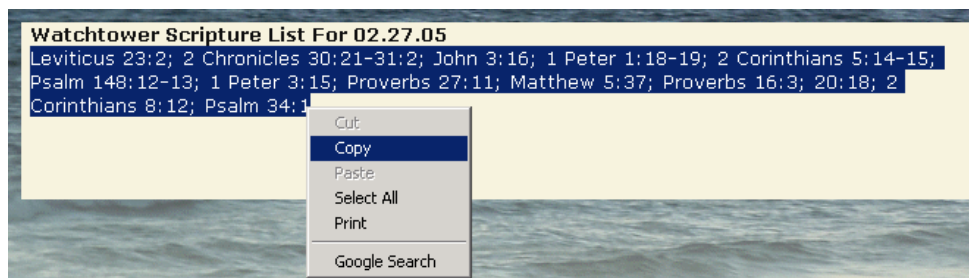 Watchtower Scripture List For 02.27.05
Leviticus 23:2; 2 Chronicles 30:21-31:2; John 3:16; 1 Peter 1:18-19; 2 Corinthians 5:14-15;
Psalm 148:12-13; 1 Peter 3:15; Proverbs 27:11; Matthew 5:37; Proverbs 16:3; 20:18; 2
Corinthians 8:12; Psalm 34:1
Cut
Copy
Paste
Select All
Print
Google Search